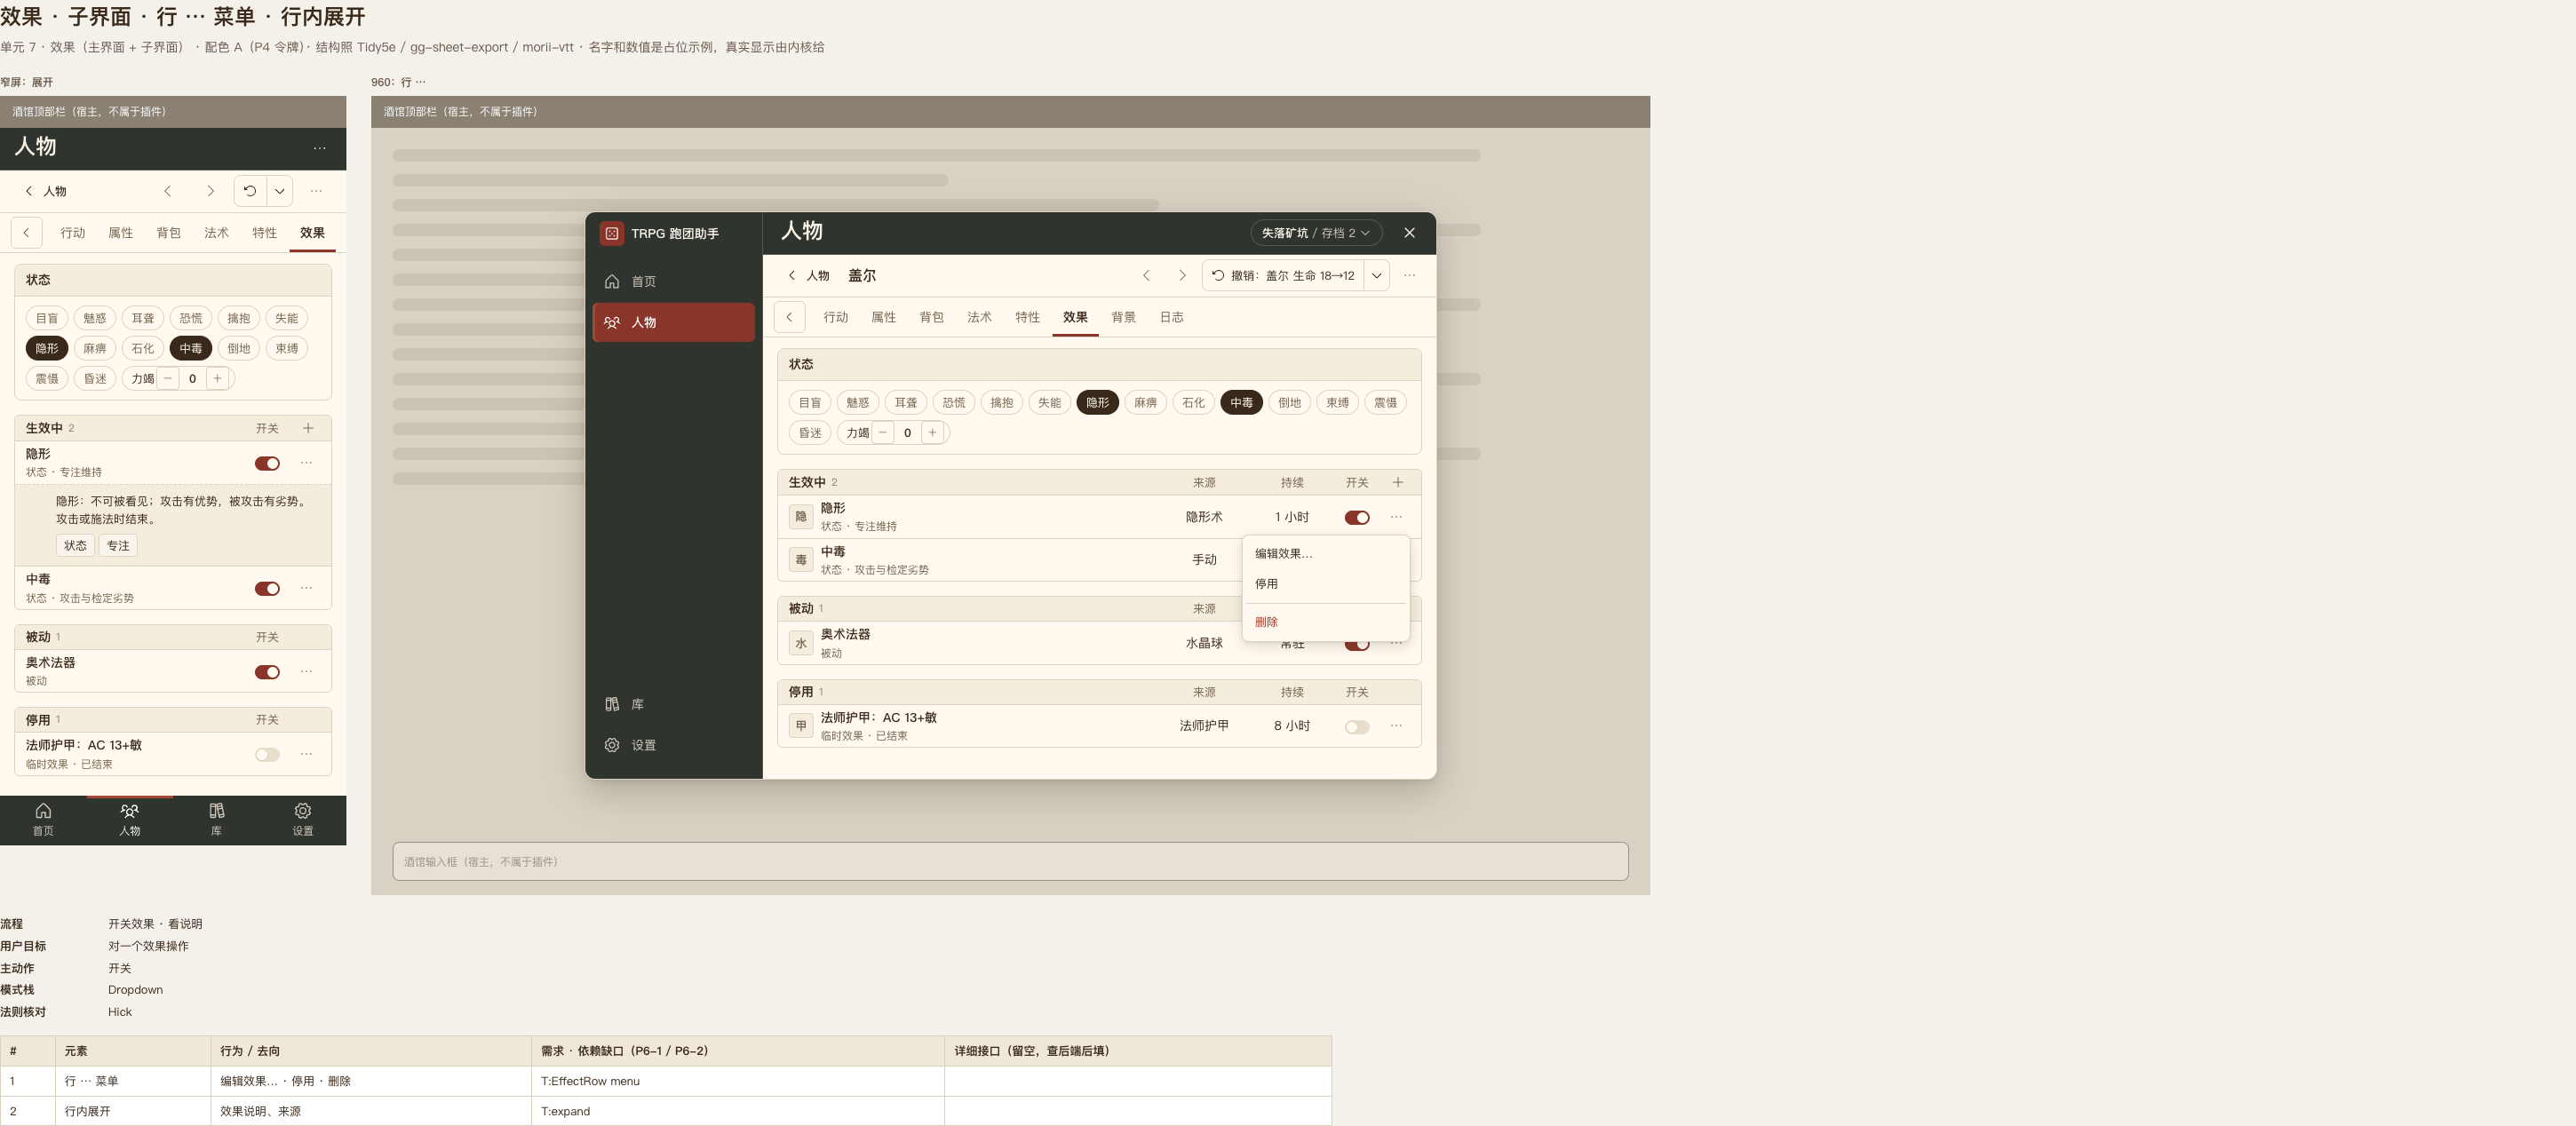 效果 · 子界面 · 行 ··· 菜单 · 行内展开
单元 7 · 效果（主界面 + 子界面） · 配色 A（P4 令牌）· 结构照 Tidy5e / gg-sheet-export / morii-vtt · 名字和数值是占位示例，真实显示由内核给
窄屏：展开
酒馆顶部栏（宿主，不属于插件）
人物
···
人物
···
行动 属性 背包 法术 特性 效果
状态
目盲 魅惑 耳聋 恐慌 擒抱 失能
隐形 麻痹 石化 中毒 倒地 束缚
震慑 昏迷 力竭 − 0 +
生效中 2 开关 +
隐形
状态 · 专注维持
···
隐形：不可被看见；攻击有优势，被攻击有劣势。
攻击或施法时结束。
状态 专注
中毒
状态 · 攻击与检定劣势
···
被动 1 开关
奥术法器
被动
···
停用 1 开关
法师护甲：AC 13+敏
临时效果 · 已结束
···
首页 人物 库 设置
960：行 ···
酒馆顶部栏（宿主，不属于插件）
TRPG 跑团助手
首页
人物
库
设置
人物
失落矿坑 / 存档 2
人物 盖尔
撤销：盖尔 生命 18→12
···
行动 属性 背包 法术 特性 效果 背景 日志
状态
目盲 魅惑 耳聋 恐慌 擒抱 失能 隐形 麻痹 石化 中毒 倒地 束缚 震慑
昏迷 力竭 − 0 +
生效中 2 来源 持续 开关 +
隐 隐形 隐形术 1 小时 ···
状态 · 专注维持
毒 中毒 手动
状态 · 攻击与检定劣势
编辑效果...
停用
删除
被动 1 来源
水 奥术法器 水晶球 常驻
被动
停用 1 来源 持续 开关
甲 法师护甲：AC 13+敏 法师护甲 8 小时 ···
临时效果 · 已结束
酒馆输入框（宿主，不属于插件）
流程 开关效果 · 看说明
用户目标 对一个效果操作
主动作 开关
模式栈 Dropdown
法则核对 Hick
# 元素 行为 / 去向 需求 · 依赖缺口（P6-1 / P6-2） 详细接口（留空，查后端后填）
1 行 ··· 菜单 编辑效果... · 停用 · 删除 T:EffectRow menu
2 行内展开 效果说明、来源 T:expand